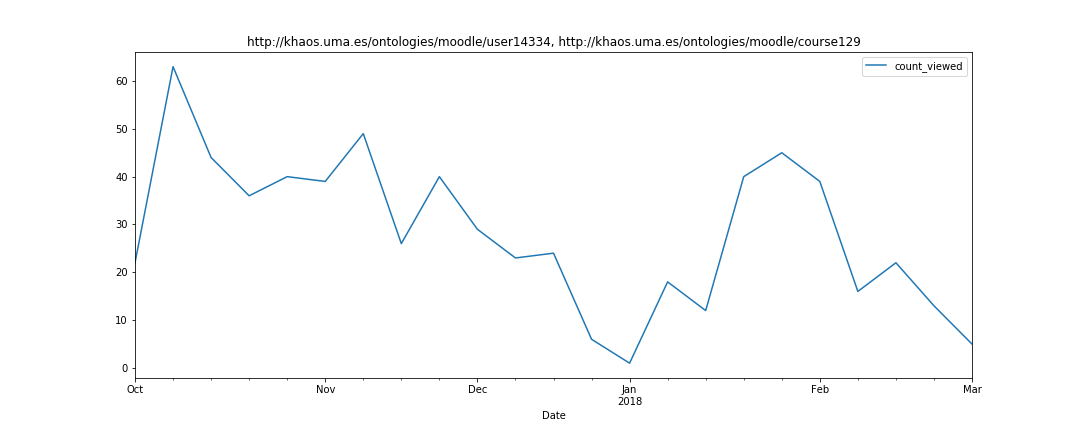 http://khaos.uma.es/ontologies/moodle/user14334, http://khaos.uma.es/ontologies/moodle/course129
count_viewed
60
50
40
30
20
10
0
Oct Nov Dec Jan Feb Mar
2018
Date